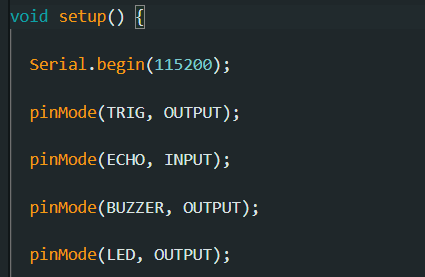 void setup() {
Serial.begin(115200);
pinMode(TRIG, OUTPUT);
pinMode(ECHO, INPUT);
pinMode(BUZZER, OUTPUT);
pinMode(LED, OUTPUT);